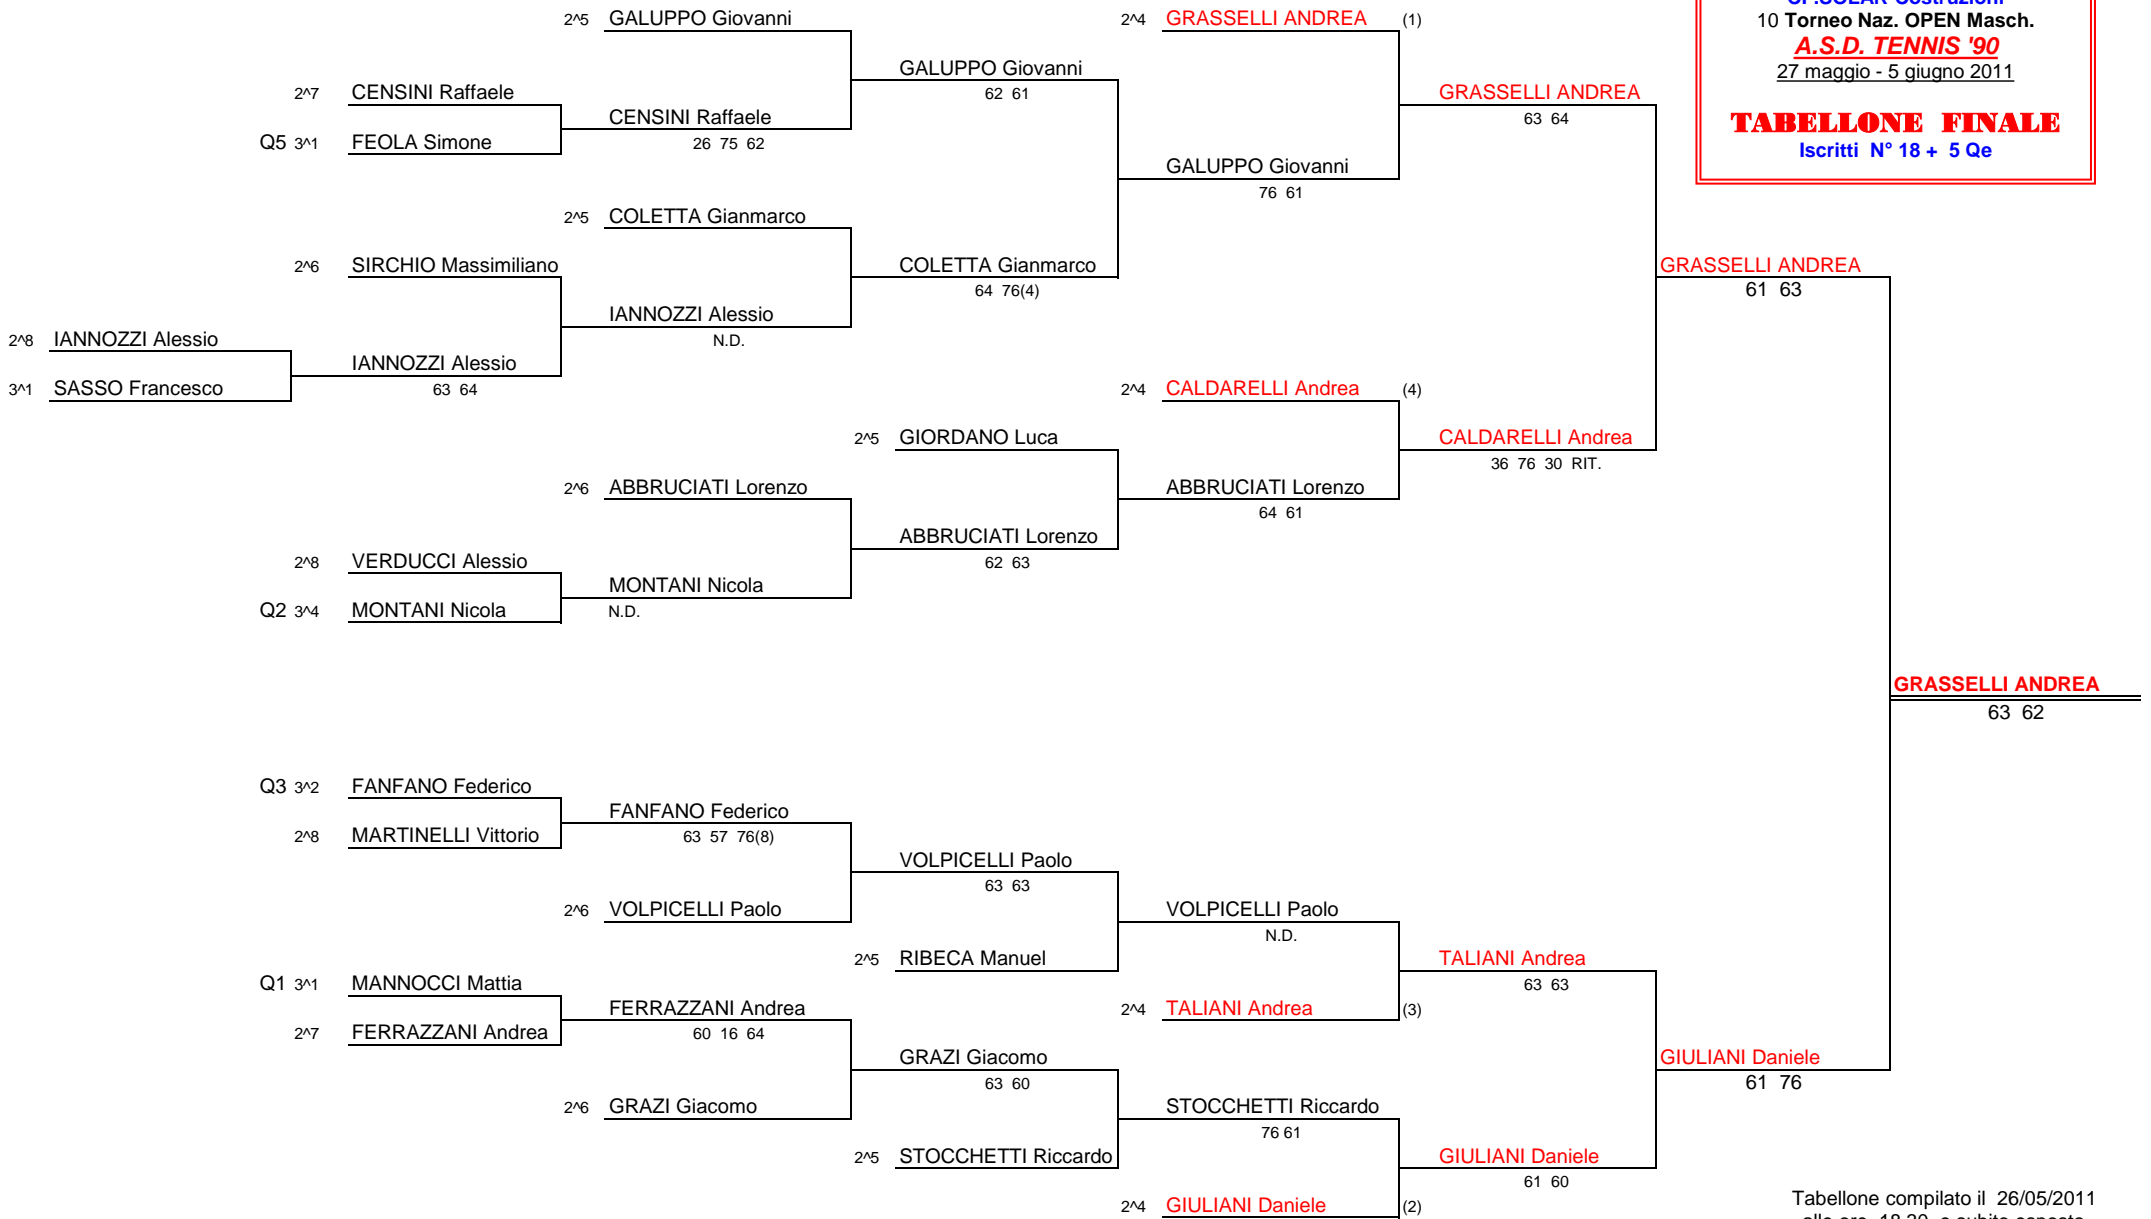 2^5 GALUPPO Giovanni
2^4 GRASSELLI ANDREA (1)
10 Torneo Naz. OPEN Masch.
A.S.D. TENNIS '90
27 maggio - 5 giugno 2011
TABELLONE FINALE
Iscritti N° 18 + 5 Qe
GALUPPO Giovanni
62 61
2^7 CENSINI Raffaele
GRASSELLI ANDREA
63 64
CENSINI Raffaele
26 75 62
Q5 3^1 FEOLA Simone
GALUPPO Giovanni
76 61
2^5 COLETTA Gianmarco
2^6 SIRCHIO Massimiliano
COLETTA Gianmarco
64 76(4)
GRASSELLI ANDREA
61 63
IANNOZZI Alessio
N.D.
2^8 IANNOZZI Alessio
IANNOZZI Alessio
63 64
3^1 SASSO Francesco
2^4 CALDARELLI Andrea (4)
2^5 GIORDANO Luca
CALDARELLI Andrea
36 76 30 RIT.
2^6 ABBRUCIATI Lorenzo
ABBRUCIATI Lorenzo
64 61
ABBRUCIATI Lorenzo
62 63
2^8 VERDUCCI Alessio
MONTANI Nicola
N.D.
Q2 3^4 MONTANI Nicola
GRASSELLI ANDREA
63 62
Q3 3^2 FANFANO Federico
FANFANO Federico
63 57 76(8)
2^8 MARTINELLI Vittorio
VOLPICELLI Paolo
63 63
2^6 VOLPICELLI Paolo
VOLPICELLI Paolo
N.D.
2^5 RIBECA Manuel
TALIANI Andrea
63 63
Q1 3^1 MANNOCCI Mattia
FERRAZZANI Andrea
60 16 64
2^4 TALIANI Andrea (3)
2^7 FERRAZZANI Andrea
GRAZI Giacomo
63 60
GIULIANI Daniele
61 76
2^6 GRAZI Giacomo
STOCCHETTI Riccardo
76 61
2^5 STOCCHETTI Riccardo
GIULIANI Daniele
61 60
2^4 GIULIANI Daniele (2)
Tabellone compilato il 26/05/2011